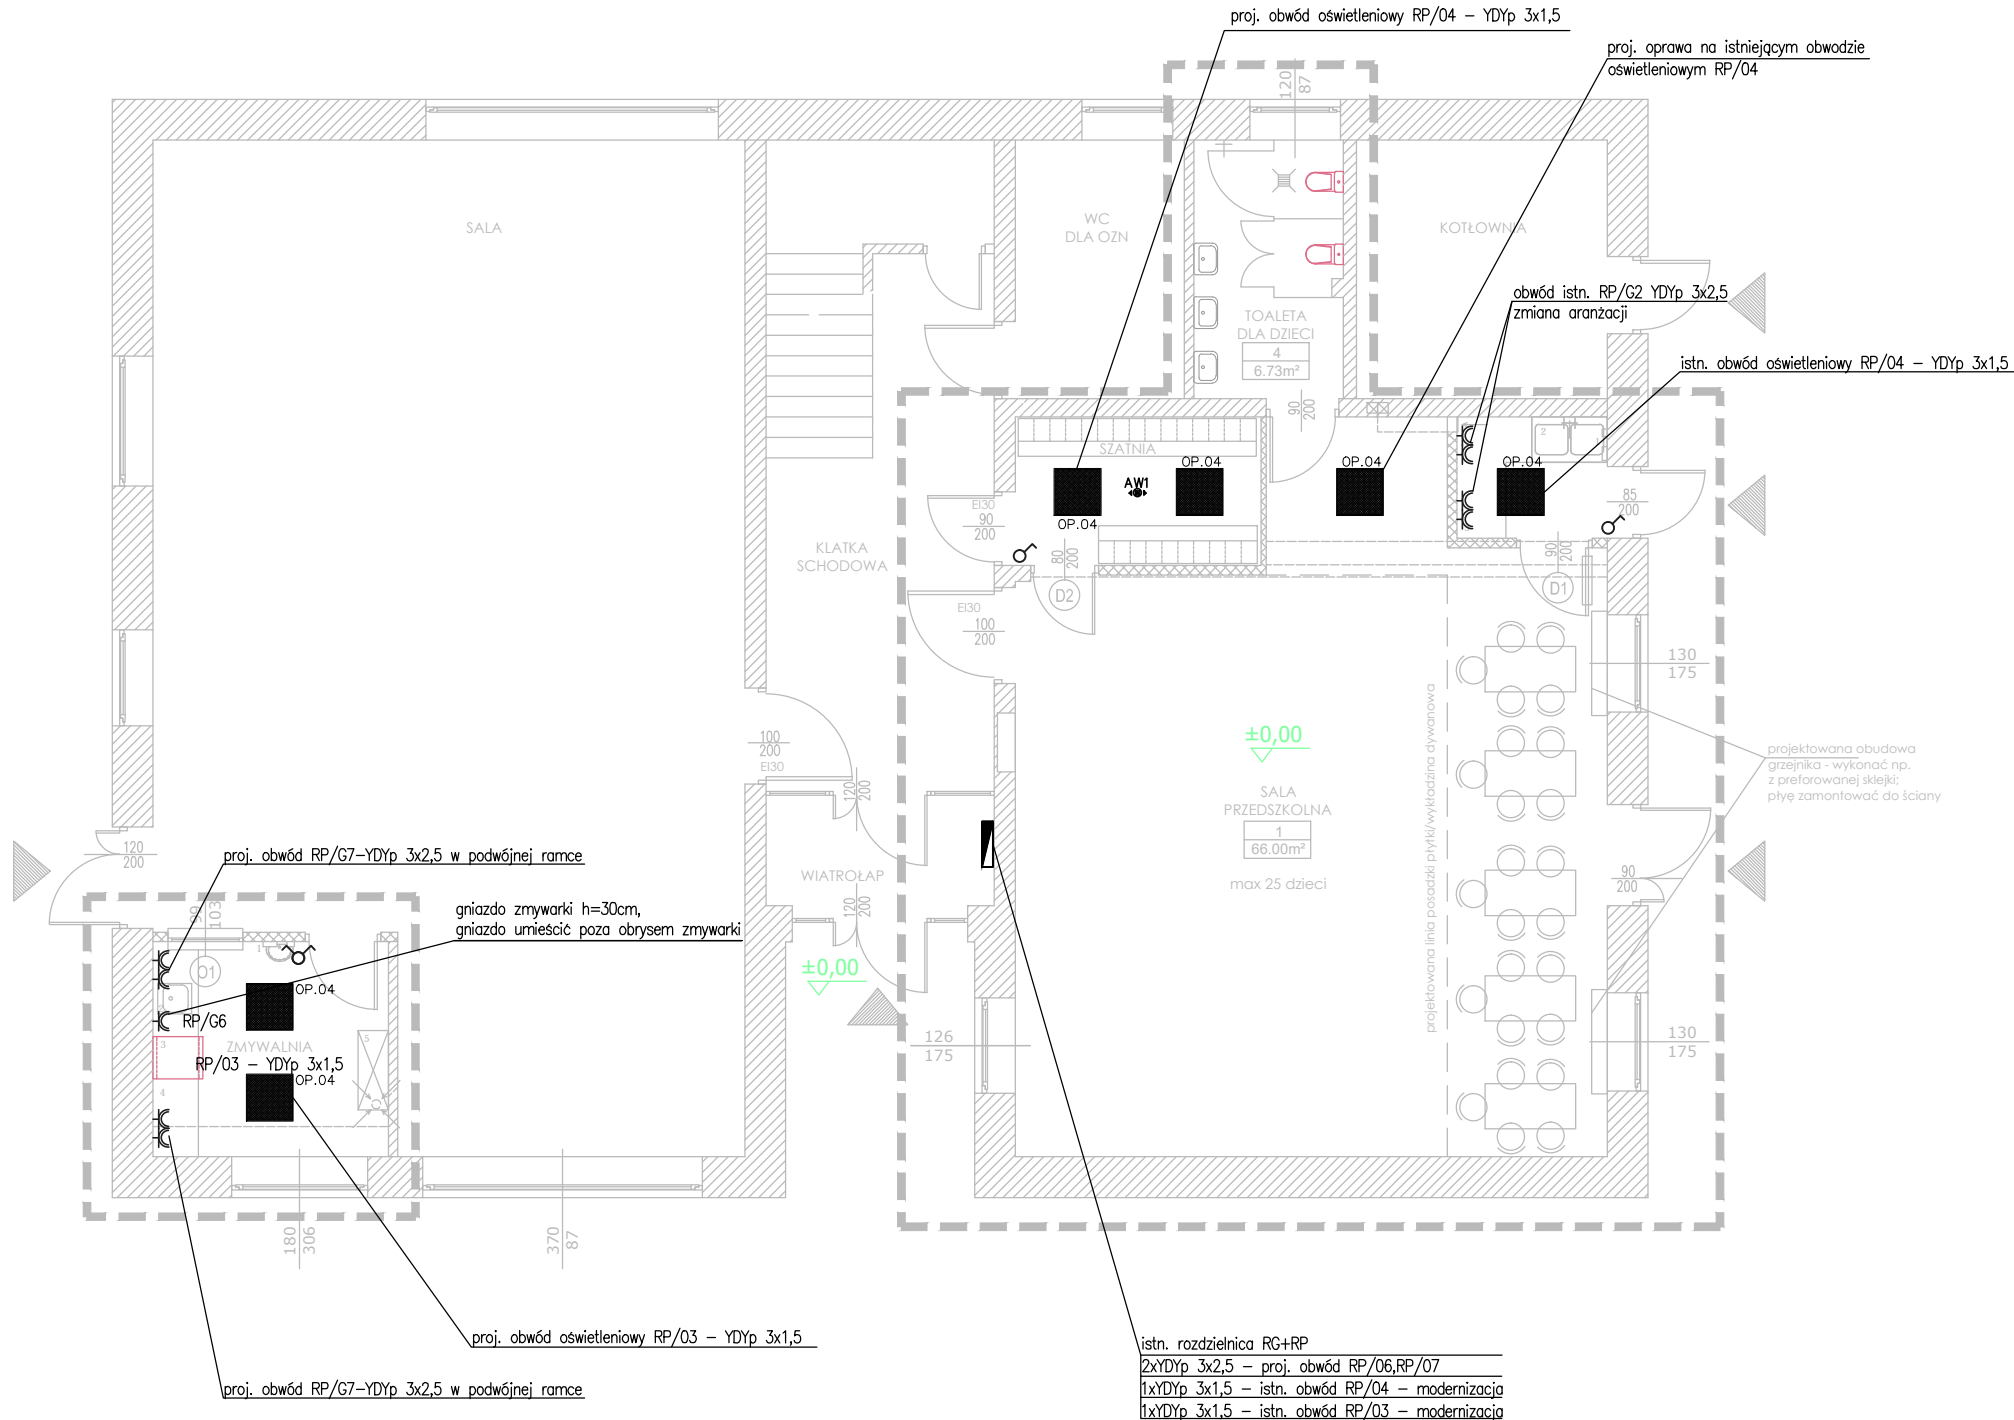 proj. obwód oświetleniowy RP/04 – YDYp 3x1,5
proj. oprawa na istniejącym obwodzie
oświetleniowym RP/04
120
87
SALA
WC
DLA OZN
KOTŁOWNIA
obwód istn. RP/G2 YDYp 3x2,5
zmiana aranżacji
TOALETA
DLA DZIECI
4
6.73m²
istn. obwód oświetleniowy RP/04 – YDYp 3x1,5
90
200
SZATNIA
2
OP.04
OP.04
OP.04
AW1
OP.04
EI30
90
200
85
200
KLATKA
SCHODOWA
80
200
90
200
D2
D1
EI30
100
200
130
175
projektowana linia posadzki płytki/wykładzina dywanowa
±0,00
100
200
EI30
projektowana obudowa
grzejnika - wykonać np.
z preforowanej sklejki;
płyę zamontować do ściany
120
200
SALA
PRZEDSZKOLNA
1
66.00m²
max 25 dzieci
120
200
proj. obwód RP/G7–YDYp 3x2,5 w podwójnej ramce
WIATROŁAP
90
200
gniazdo zmywarki h=30cm,
gniazdo umieścić poza obrysem zmywarki
120
200
99
103
1
O1
±0,00
OP.04
RP/G6
ZMYWALNIA
3
5
RP/03 – YDYp 3x1,5
OP.04
4
126
175
130
175
180
306
370
87
proj. obwód oświetleniowy RP/03 – YDYp 3x1,5
proj. obwód RP/G7–YDYp 3x2,5 w podwójnej ramce
istn. rozdzielnica RG+RP
2xYDYp 3x2,5 – proj. obwód RP/06,RP/07
1xYDYp 3x1,5 – istn. obwód RP/04 – modernizacja
1xYDYp 3x1,5 – istn. obwód RP/03 – modernizacja